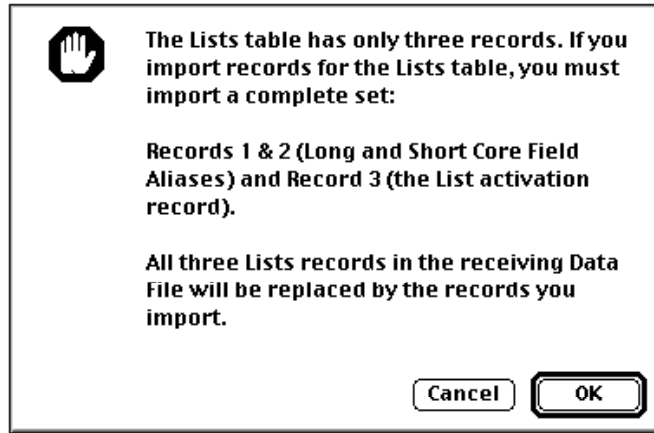 The Lists table has only three records. If you
import records for the Lists table, you must
import a complete set:
Records 1 & 2 (Long and Short Core Field
Aliases) and Record 3 (the List activation
record).
All three Lists records in the receiving Data
File will be replaced by the records you
import.
Cancel
OK